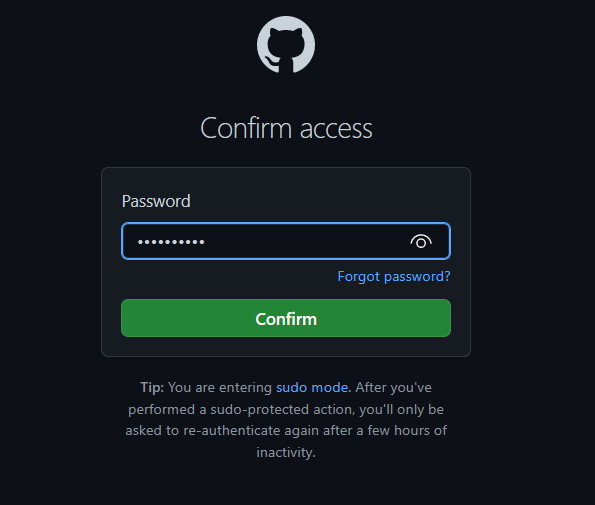 Confirm access
Password
••••••••••
Forgot password?
Confirm
Tip: You are entering sudo mode. After you've
performed a sudo-protected action, you'll only be
asked to re-authenticate again after a few hours of
inactivity.